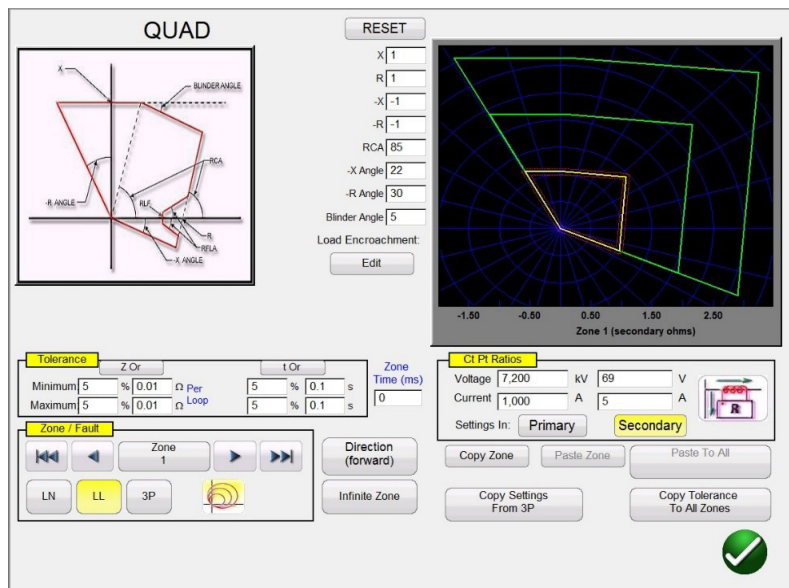 QUAD
RESET
X 1
R 1
-X -1
-R -1
RCA 85
-X Angle 22
-R Angle 30
Blinder Angle 5
Load Encroachment:
Edit
X
BLINDER ANGLE
RCA
-R ANGLE
RLF
R
RFLA
-X ANGLE
-1.50 -0.50 0.50 1.50 2.50
Zone 1 (secondary ohms)
Tolerance
Z Or t Or
Minimum 5 % 0.01 Ω Per 5 % 0.1 s
Maximum 5 % 0.01 Ω Loop 5 % 0.1 s
Zone
Time (ms)
0
Ct Pt Ratios
Voltage 7,200 kV 69 V
Current 1,000 A 5 A
Settings In: Primary Secondary
R
Zone / Fault
Zone
1
LN LL 3P
Direction
(forward)
Infinite Zone
Copy Zone Paste Zone Paste To All
Copy Settings
From 3P
Copy Tolerance
To All Zones